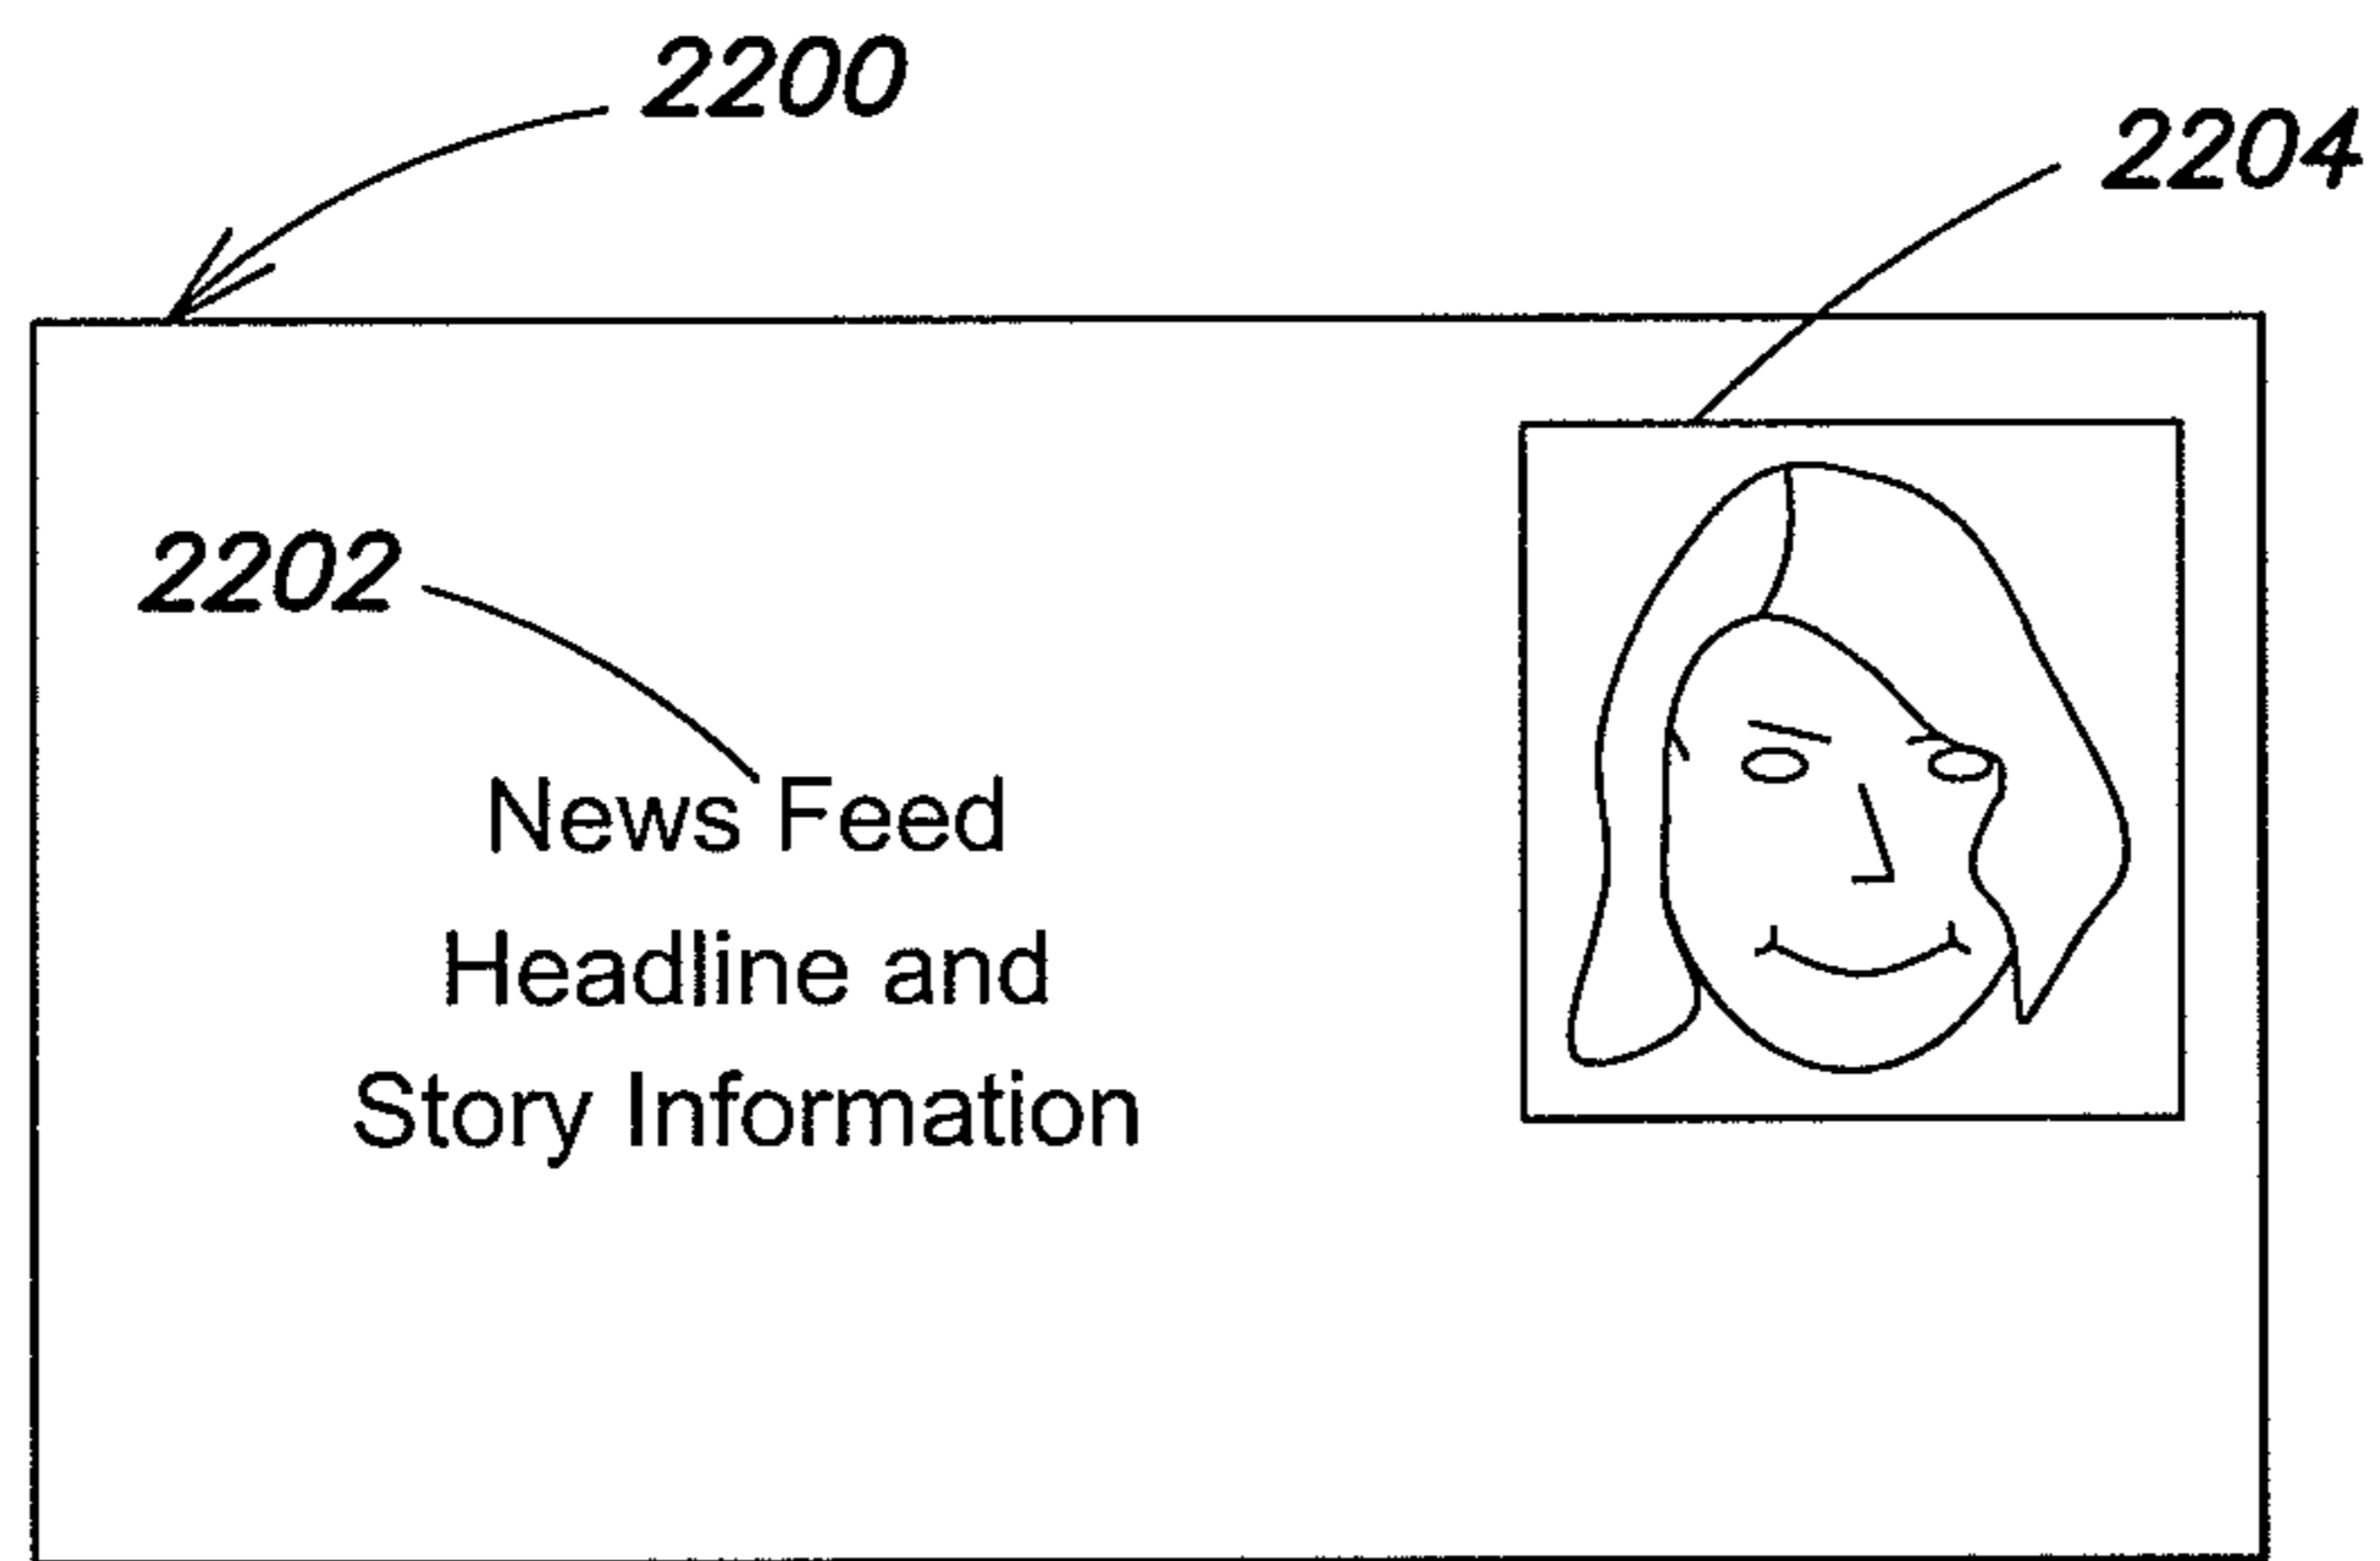 2200
2204
2202
News Feed
Headline and
Story Information